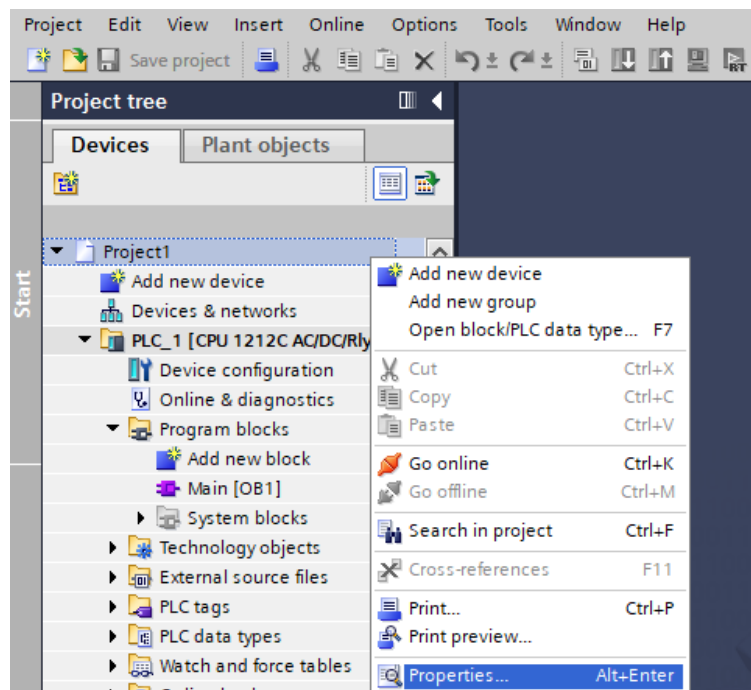 Project Edit View Insert Online Options Tools Window Help
Save project
Project tree
Devices Plant objects
Start
Project1
Add new device
Devices & networks
PLC_1 [CPU 1212C AC/DC/Rly
Device configuration
Online & diagnostics
Program blocks
Add new block
Main [OB1]
System blocks
Technology objects
External source files
PLC tags
PLC data types
Watch and force tables
Add new device
Add new group
Open block/PLC data type... F7
Cut Ctrl+X
Copy Ctrl+C
Paste Ctrl+V
Go online Ctrl+K
Go offline Ctrl+M
Search in project Ctrl+F
Cross-references F11
Print... Ctrl+P
Print preview...
Properties... Alt+Enter